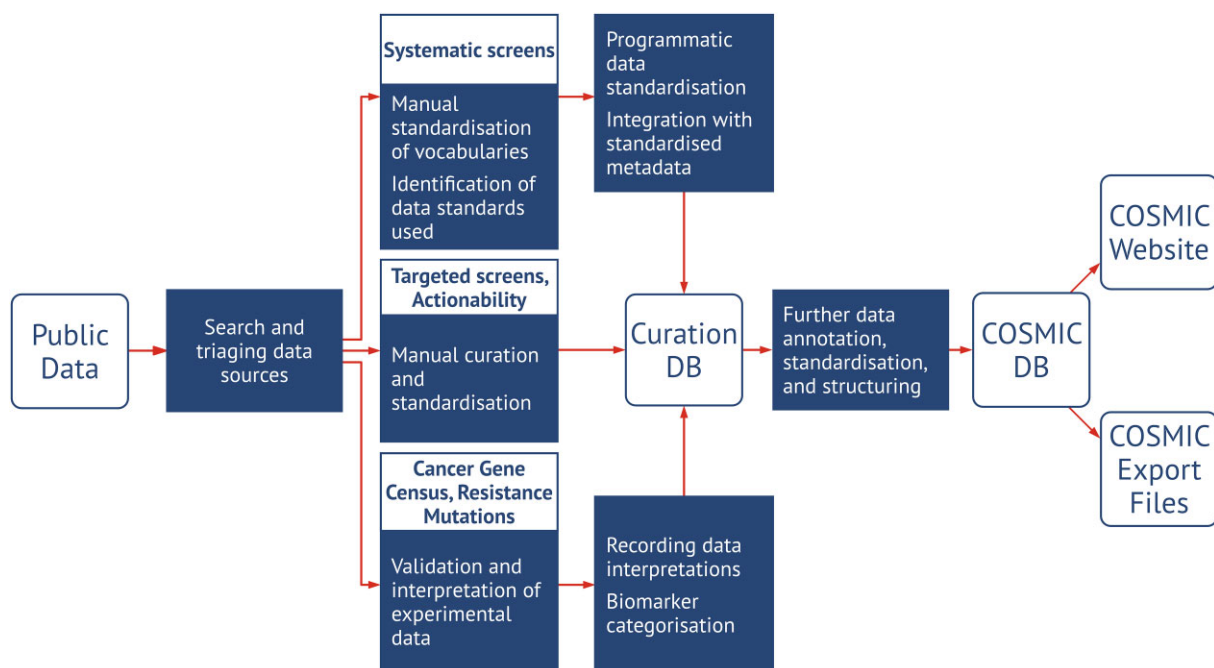 Public
Data
Search and
triaging data
sources
Systematic screens
Manual
standardisation
of vocabularies
Identification of
data standards
used
Programmatic
data
standardisation
Integration with
standardised
metadata
Targeted screens,
Actionability
Manual curation
and
standardisation
Cancer Gene
Census, Resistance
Mutations
Validation and
interpretation of
experimental
data
Recording data
interpretations
Biomarker
categorisation
Curation
DB
Further data
annotation,
standardisation,
and structuring
COSMIC
DB
COSMIC
Website
COSMIC
Export
Files